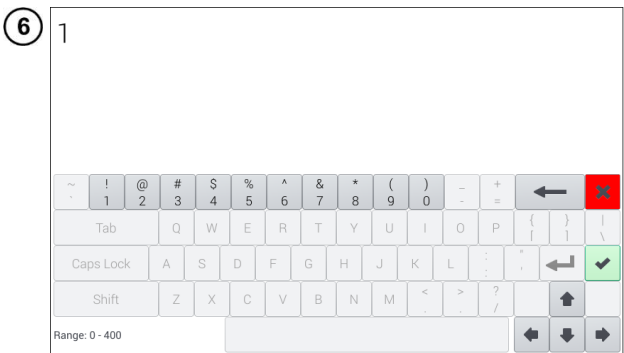 6
1
~ ! @ # $ % ^ & * ( ) _ +
` 1 2 3 4 5 6 7 8 9 0 - =
Tab Q W E R T Y U I O P { } |
[ ] \
Caps Lock A S D F G H J K L : "
; '
Shift Z X C V B N M < > ?
, . /
Range: 0 - 400